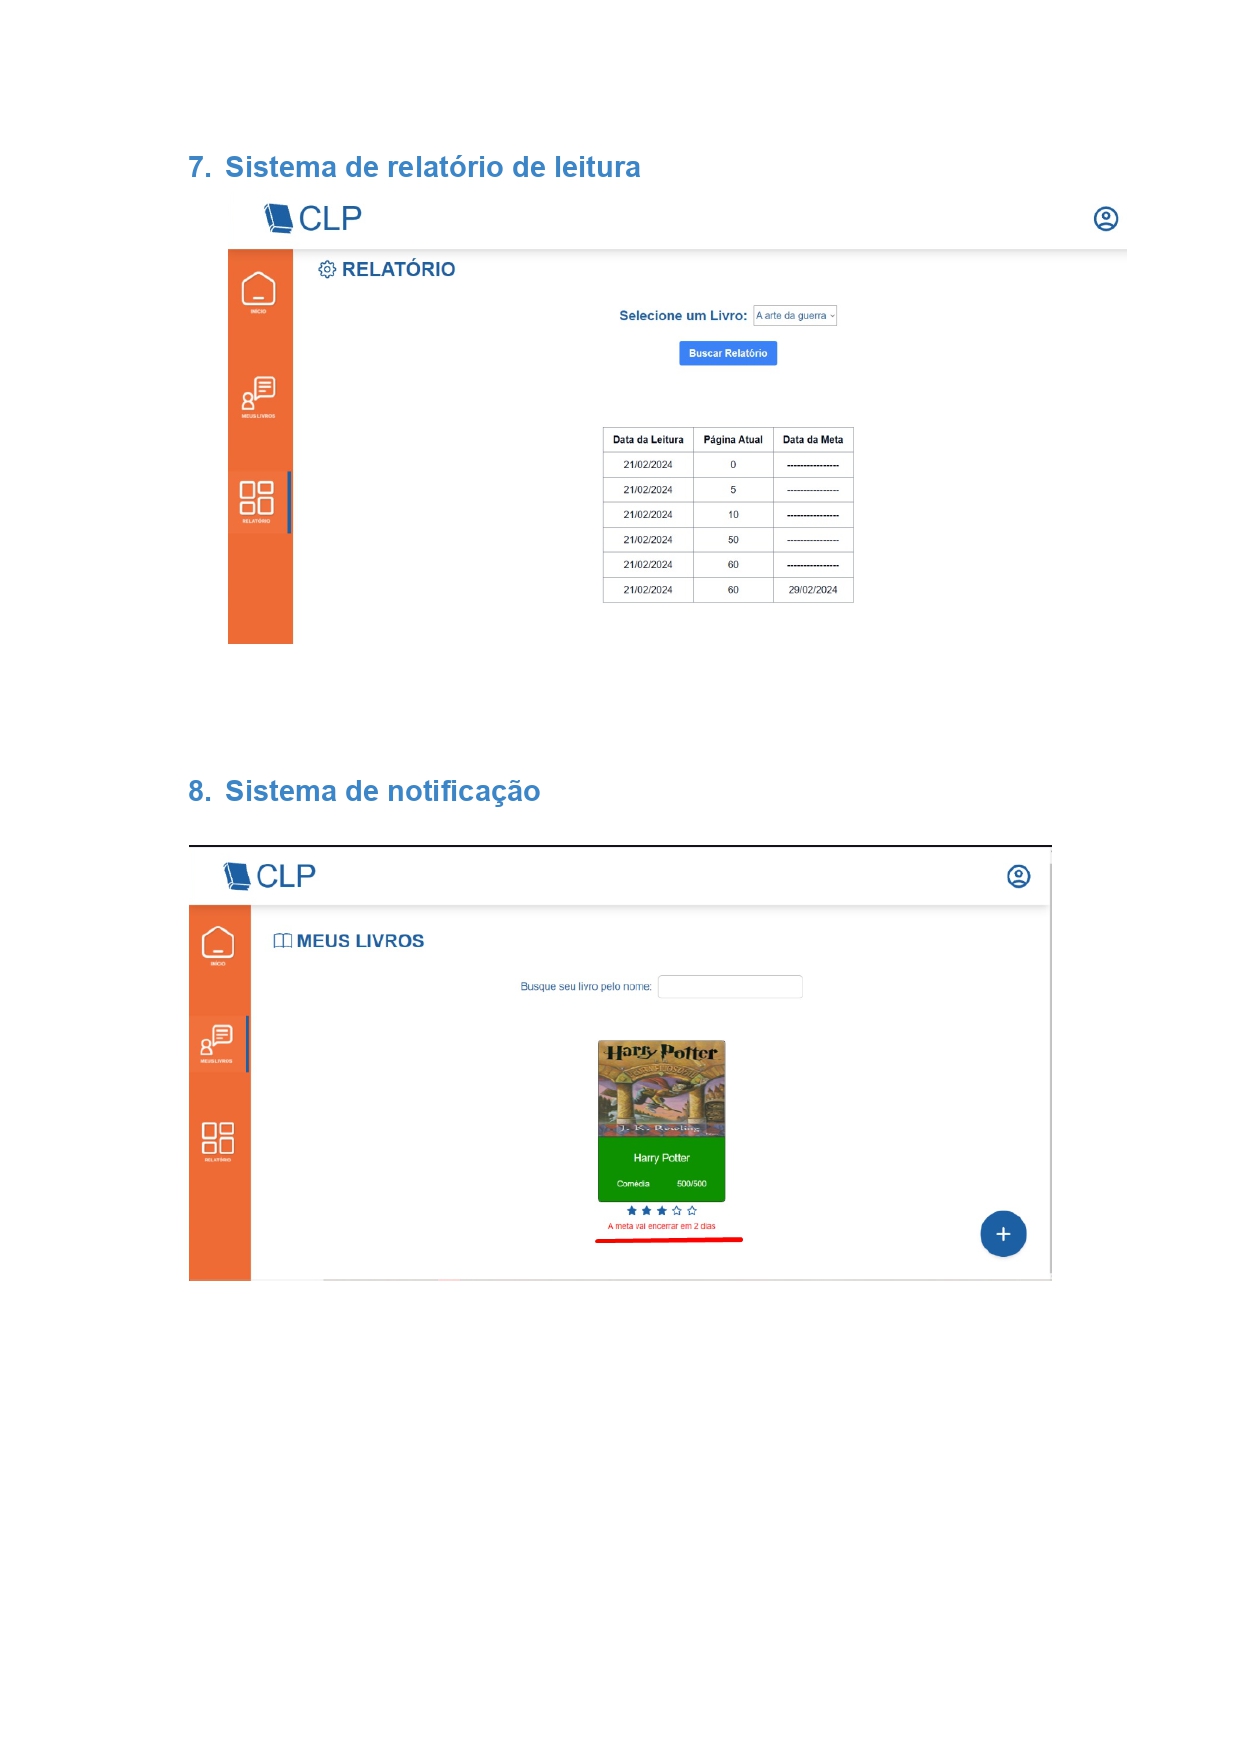 7. Sistema de relatório de leitura
CLP
INÍCIO
RELATÓRIO
Selecione um Livro: A arte da guerra
Buscar Relatório
MEUS LIVROS
Data da Leitura Página Atual Data da Meta
21/02/2024 0 ----------------
21/02/2024 5 ----------------
21/02/2024 10 ----------------
RELATÓRIO
21/02/2024 50 ----------------
21/02/2024 60 ----------------
21/02/2024 60 29/02/2024
8. Sistema de notificação
CLP
INÍCIO
MEUS LIVROS
Busque seu livro pelo nome:
MEUS LIVROS
Harry Potter
J. K. Rowling
Harry Potter
Comédia 500/500
RELATÓRIO
A meta vai encerrar em 2 dias
+